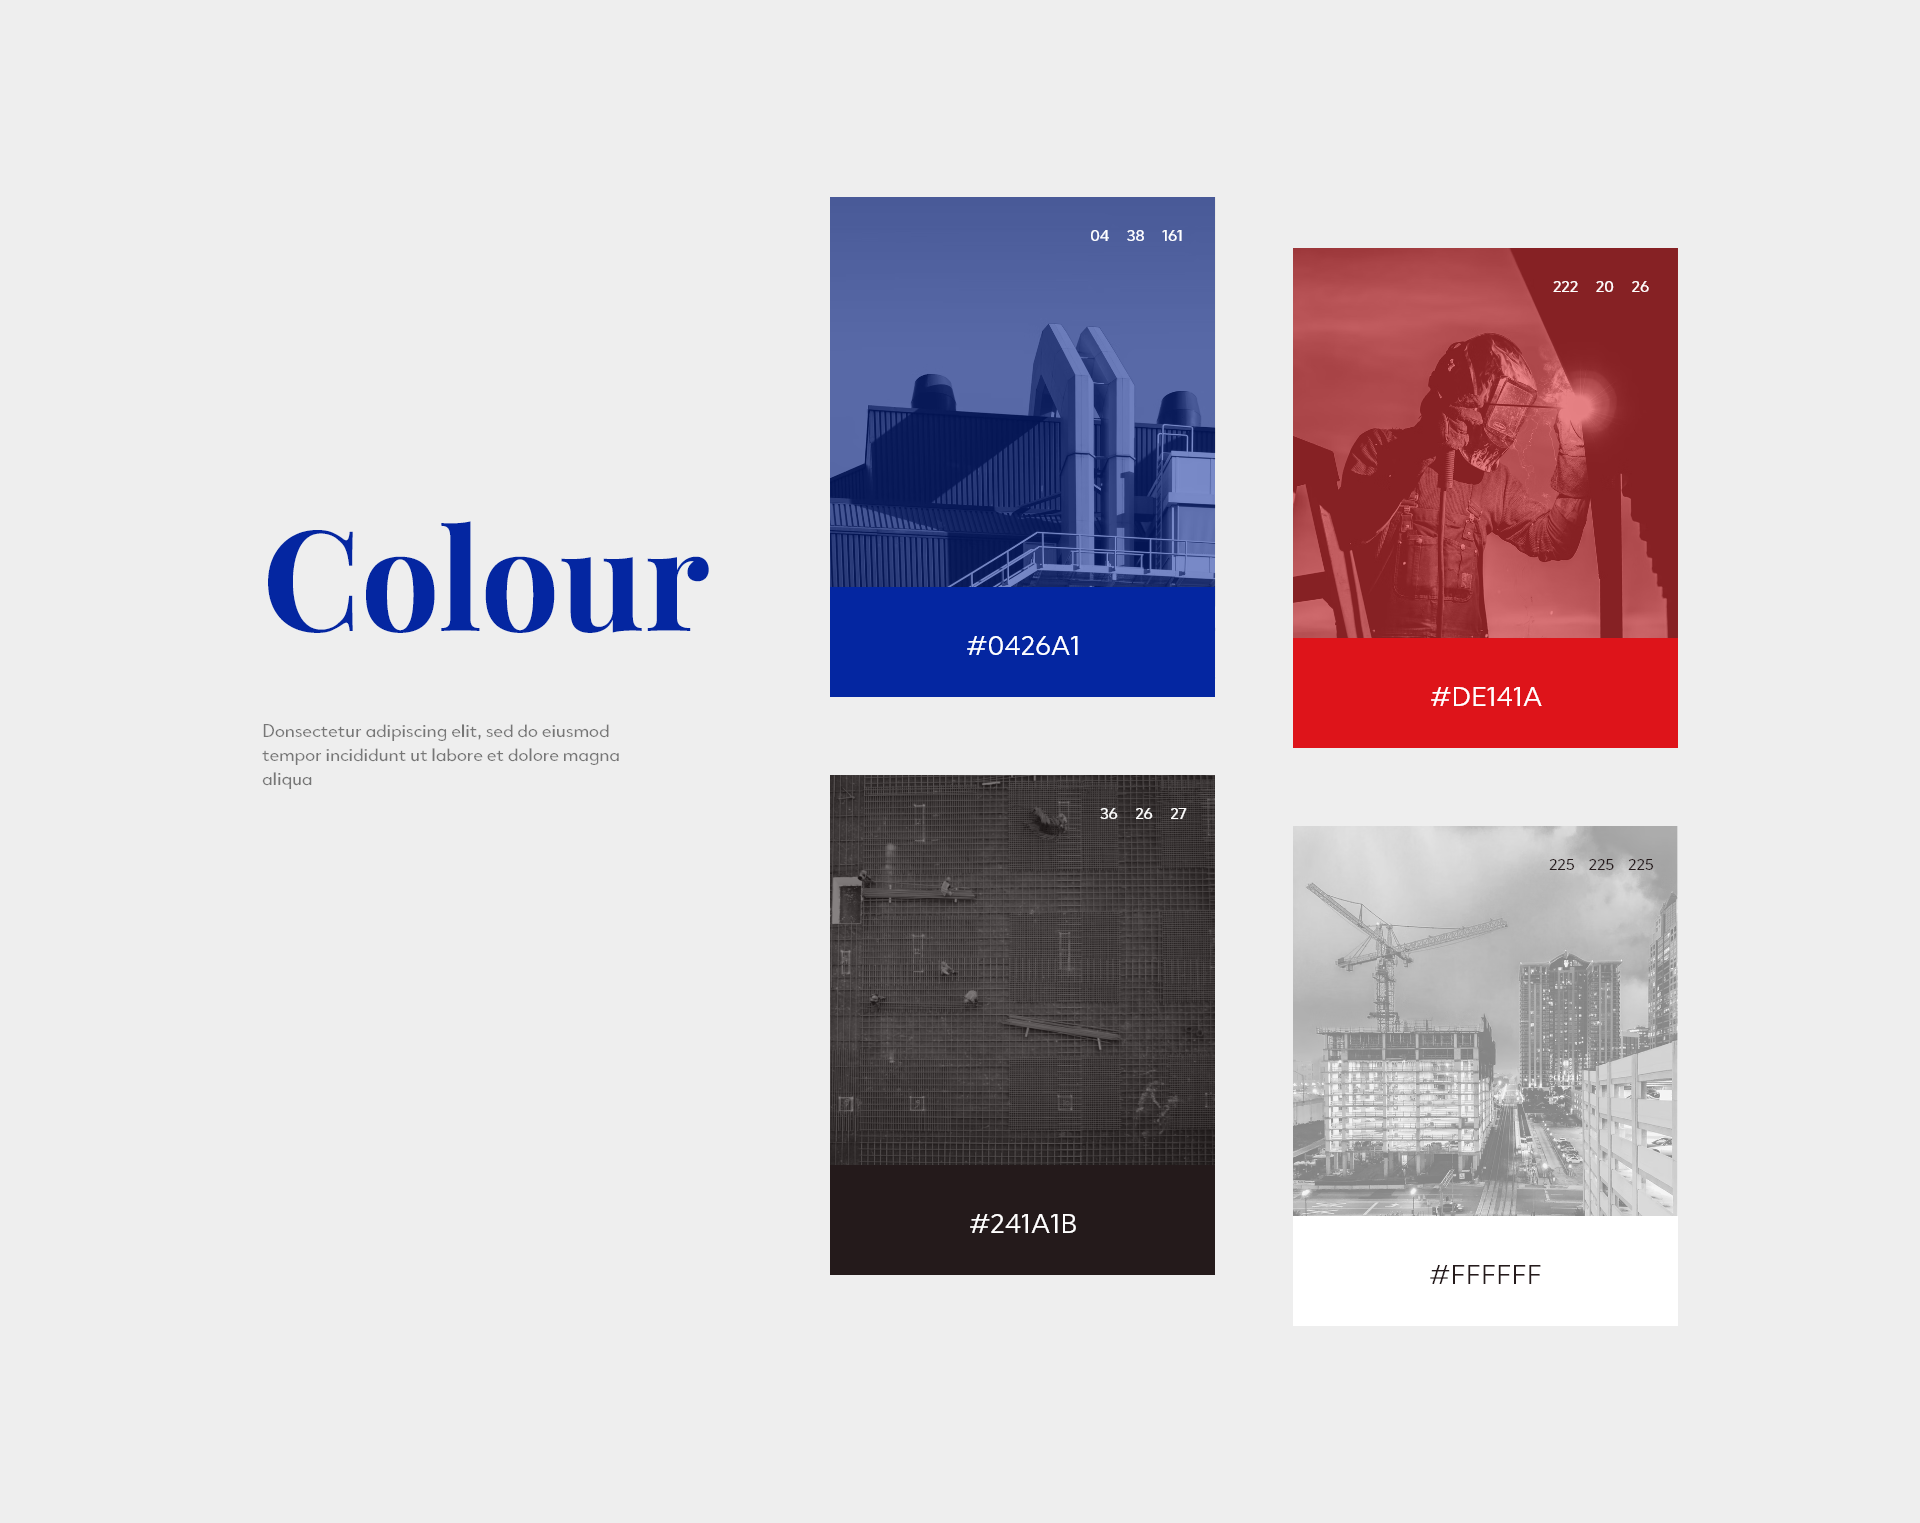 Colour
Donsectetur adipiscing elit, sed do eiusmod
tempor incididunt ut labore et dolore magna
aliqua
04 38 161
#0426A1
222 20 26
#DE141A
36 26 27
#241A1B
225 225 225
#FFFFFF